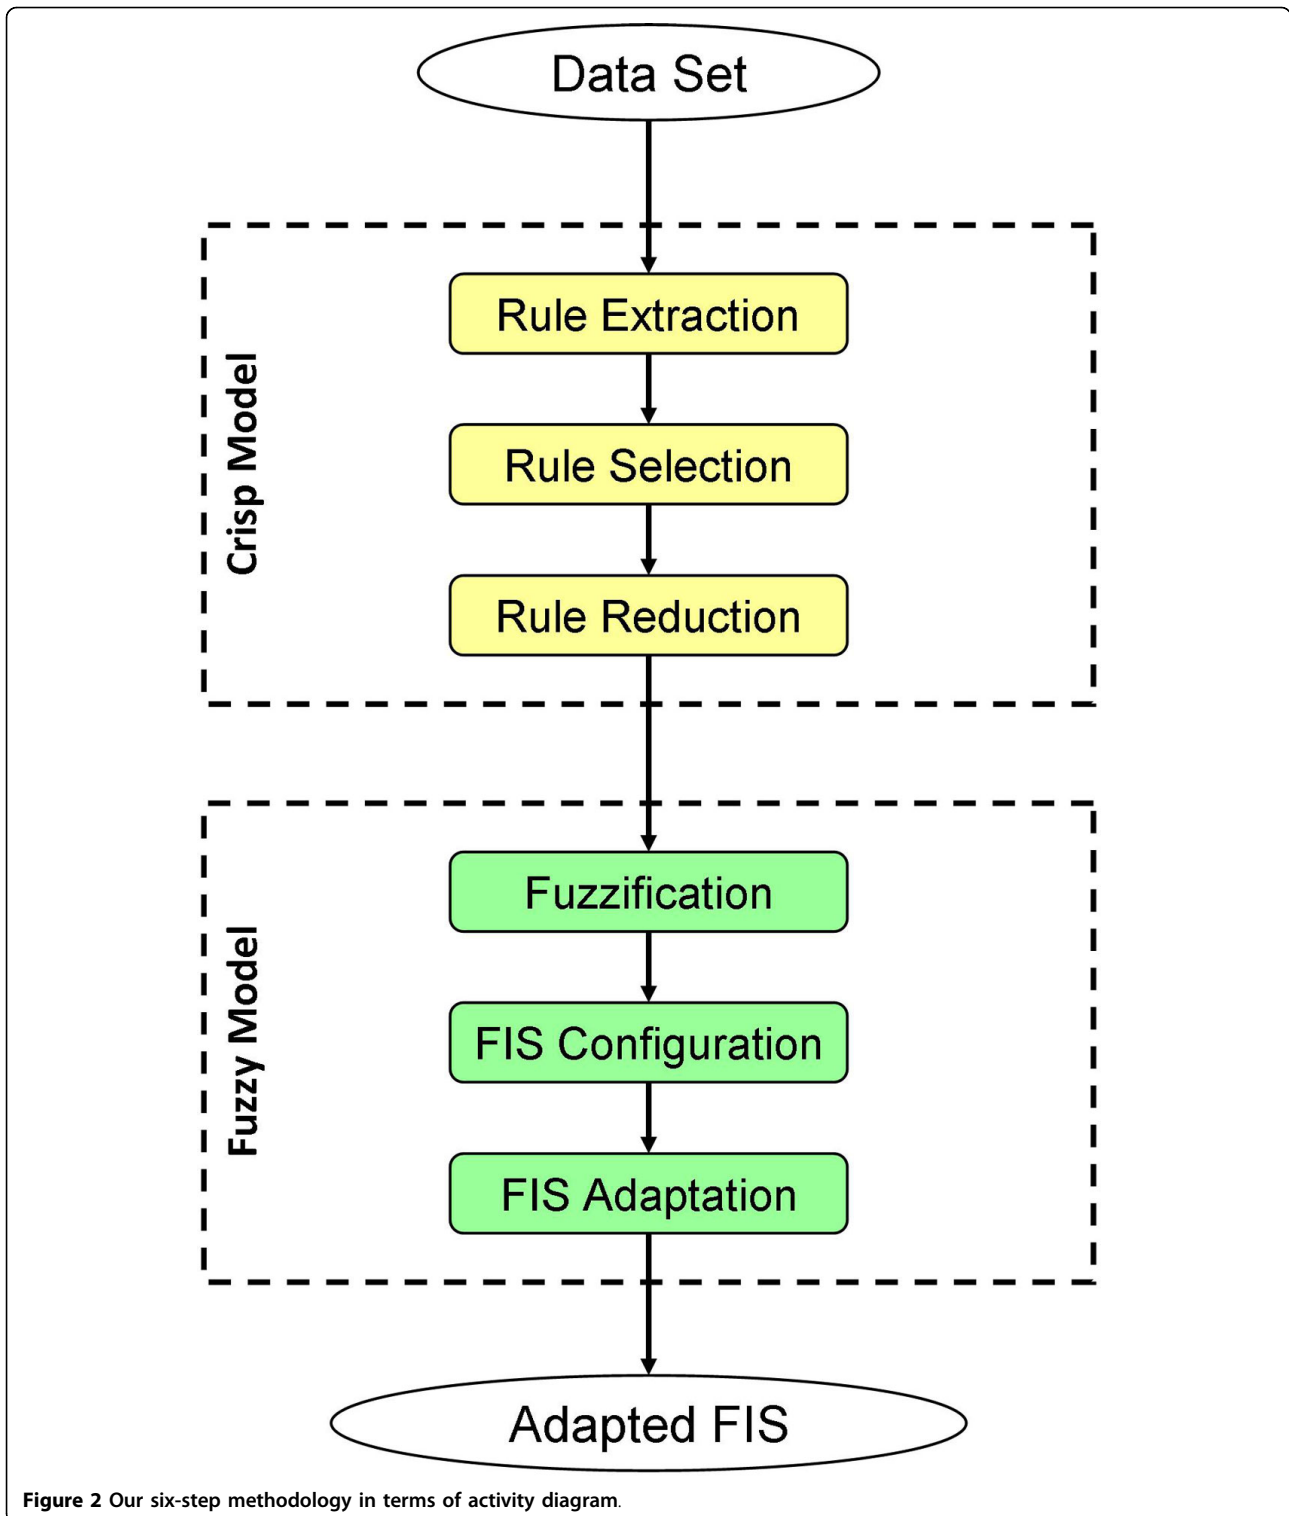 Data Set
Crisp Model
Rule Extraction
Rule Selection
Rule Reduction
Fuzzy Model
Fuzzification
FIS Configuration
FIS Adaptation
Adapted FIS
Figure 2 Our six-step methodology in terms of activity diagram.